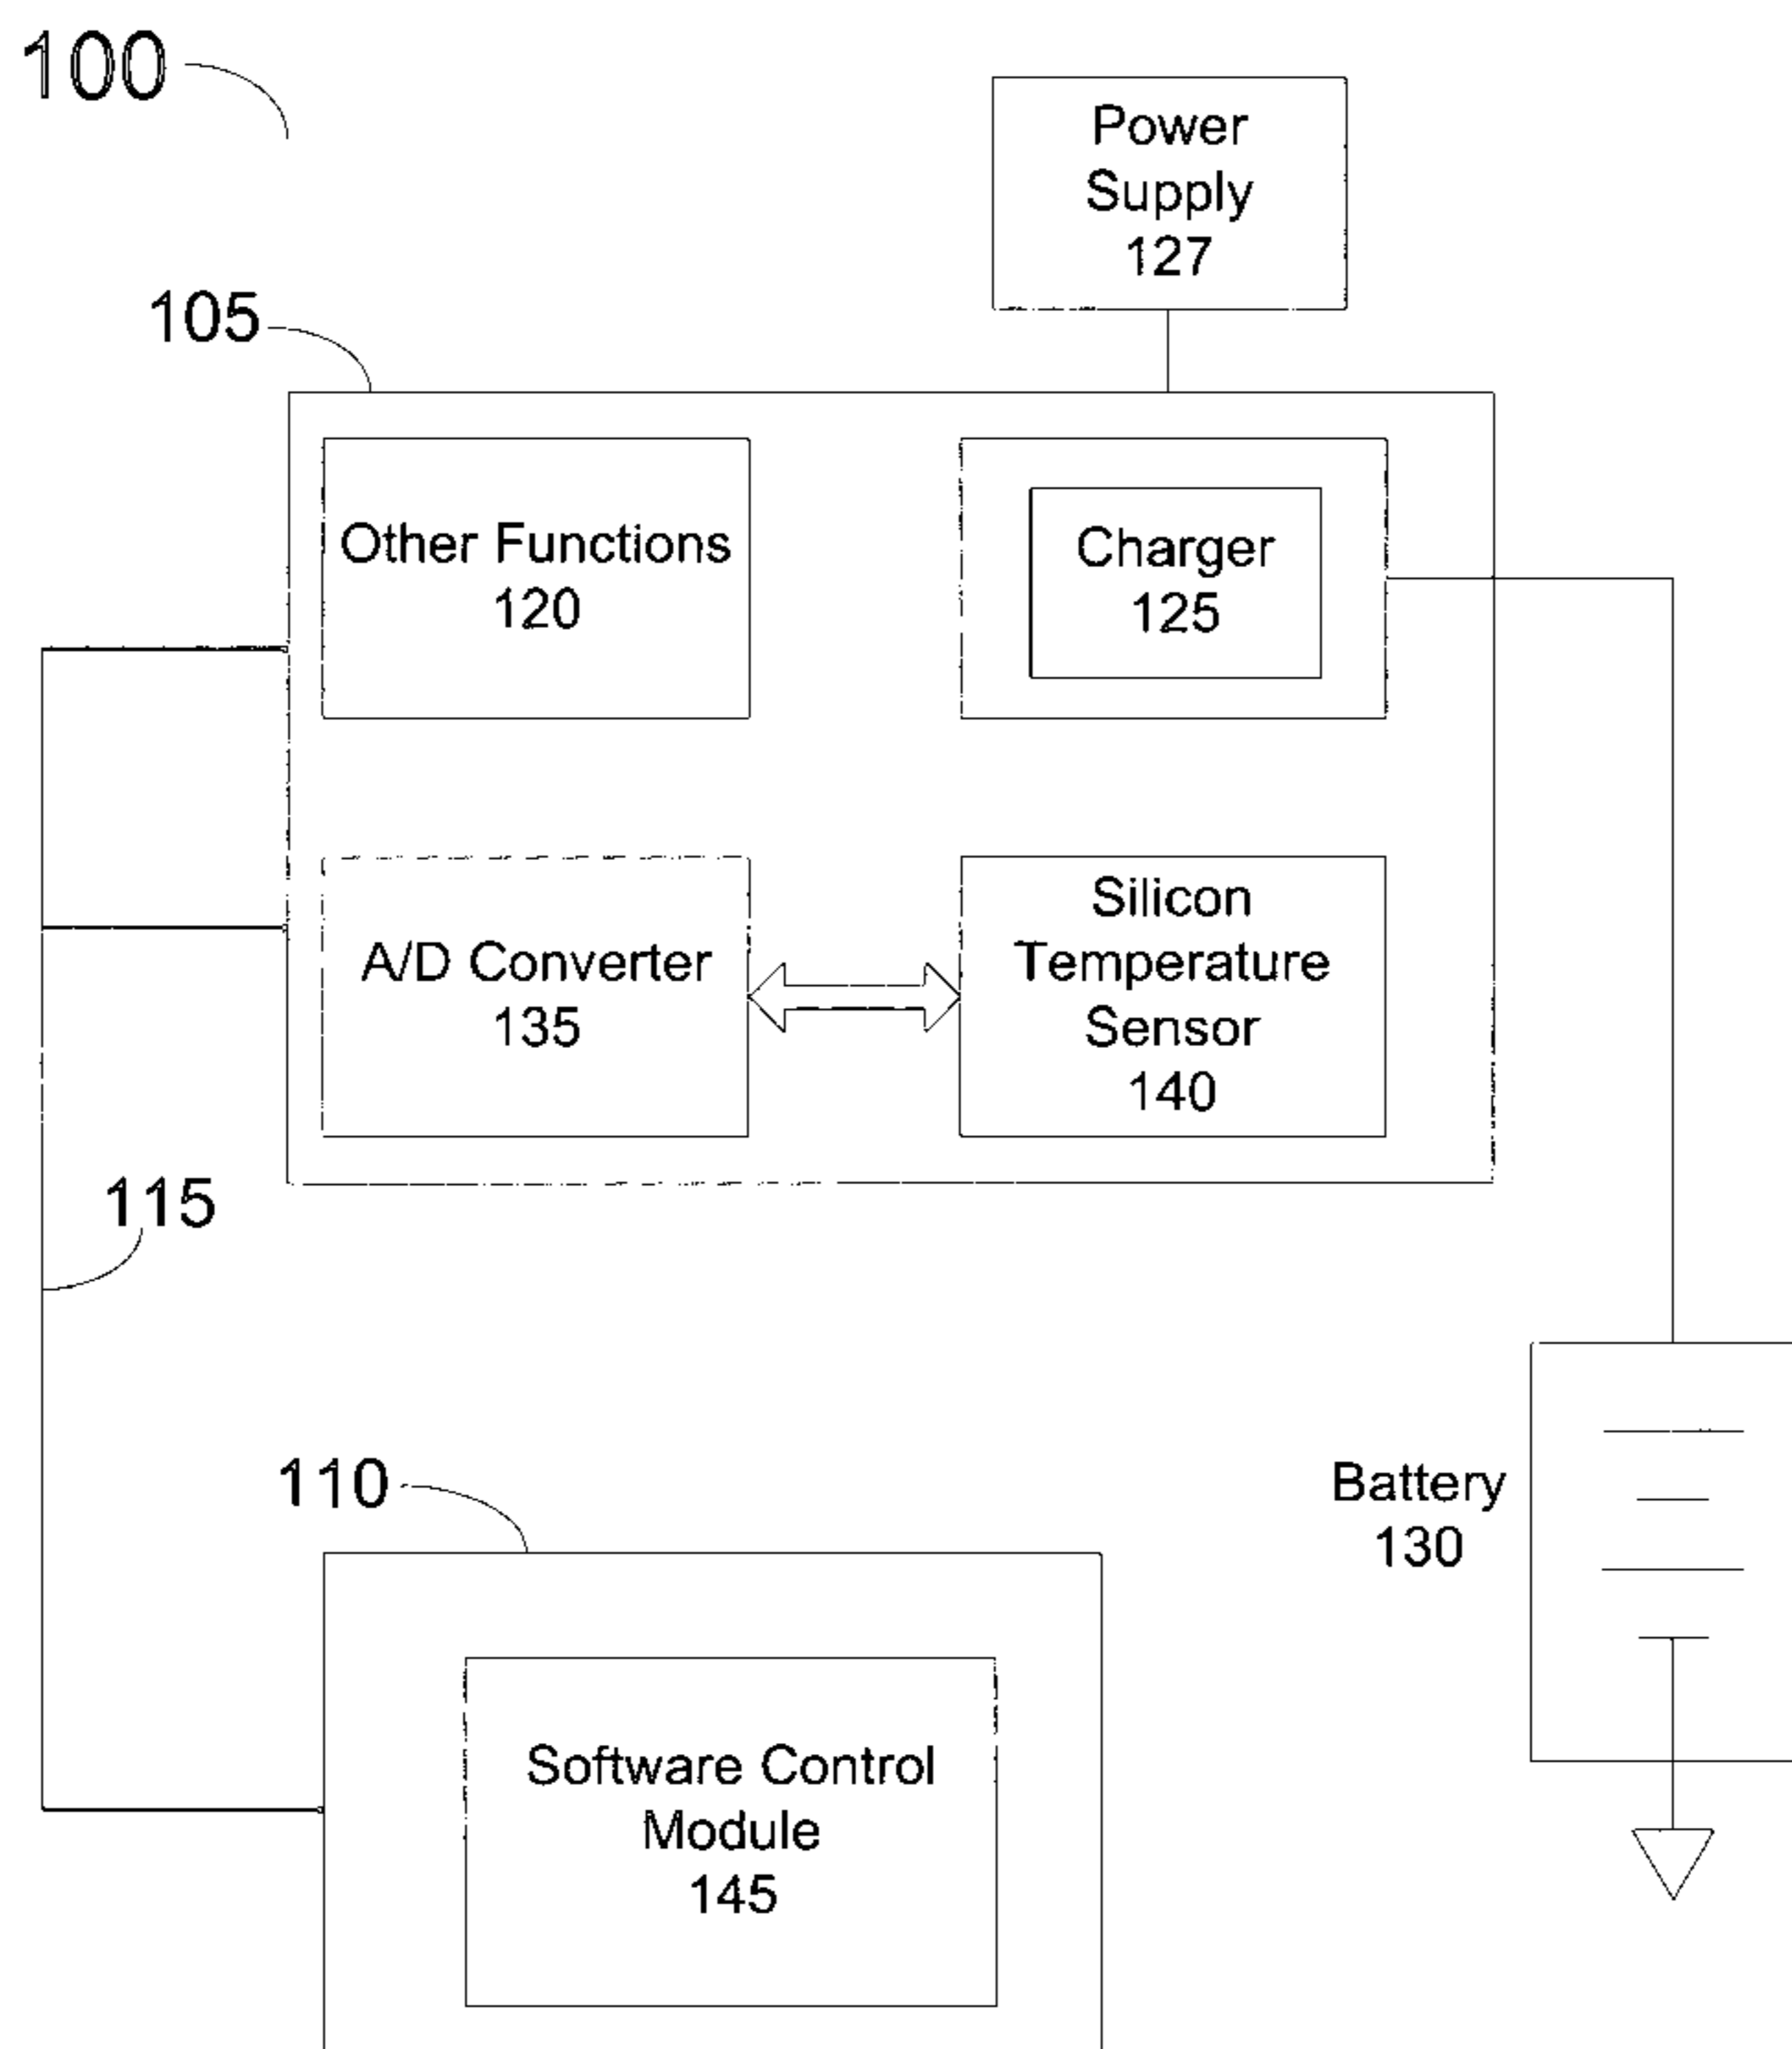 100
Power
Supply
127
105
Other Functions
120
Charger
125
A/D Converter
135
Silicon
Temperature
Sensor
140
115
110
Battery
130
Software Control
Module
145